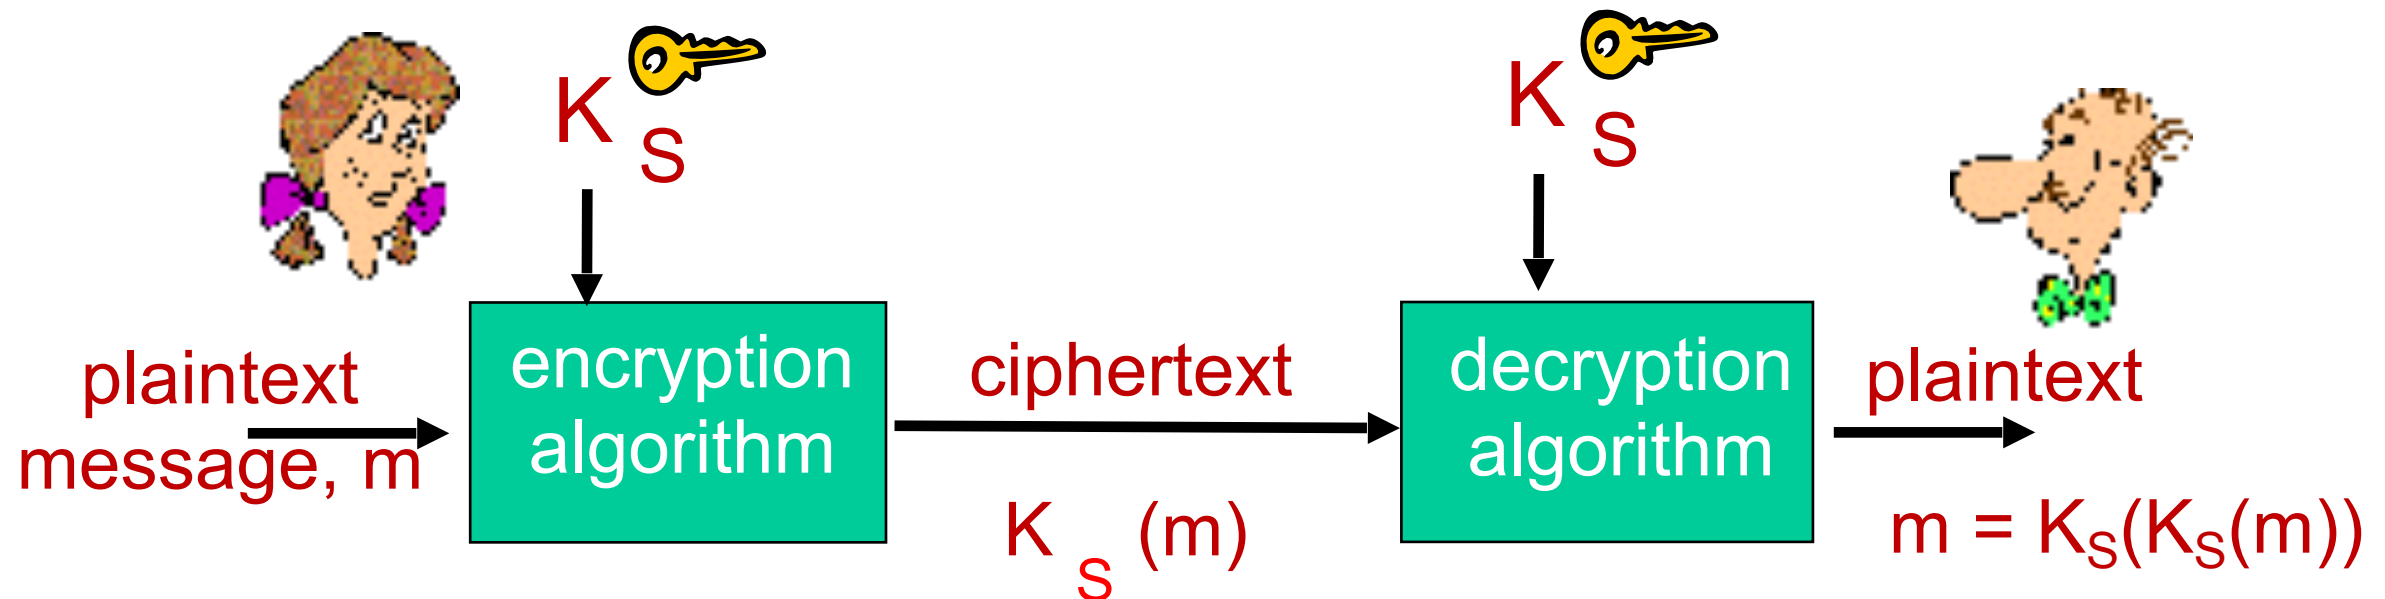 K S
K S
plaintext
message, m
encryption
algorithm
ciphertext
K S (m)
decryption
algorithm
plaintext
m = KS(KS(m))